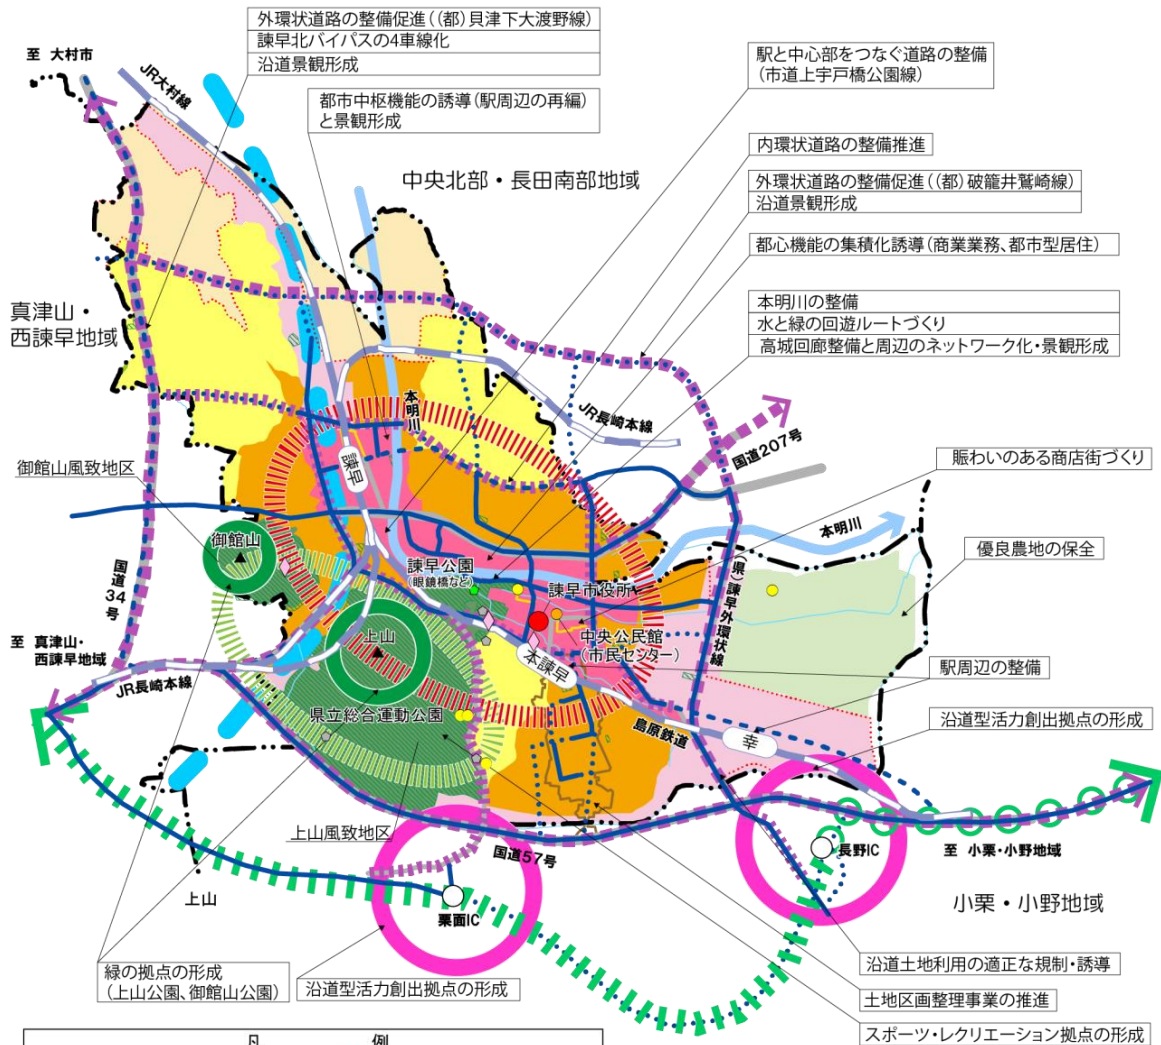 外環状道路の整備促進((都)貝津下大渡野線)
諫早北バイパスの4車線化
沿道景観形成
至 大村市
JR大村線
都市中枢機能の誘導(駅周辺の再編)
と景観形成
駅と中心部をつなぐ道路の整備
(市道上宇戸橋公園線)
中央北部・長田南部地域
内環状道路の整備推進
外環状道路の整備促進((都)破籠井鷲崎線)
沿道景観形成
都心機能の集積化誘導(商業業務、都市型居住)
本明川の整備
水と緑の回遊ルートづくり
高城回廊整備と周辺のネットワーク化・景観形成
真津山・
西諫早地域
本明川
JR長崎本線
国道207号
賑わいのある商店街づくり
御館山風致地区
諫早
本明川
御館山
優良農地の保全
国道34号
諫早公園
(眼鏡橋など)
諫早市役所
(県)諫早外環状線
上山
中央公民館
(市民センター)
至 真津山・
西諫早地域
本諫早
駅周辺の整備
JR長崎本線
県立総合運動公園
島原鉄道
幸
沿道型活力創出拠点の形成
上山風致地区
国道57号
長野IC
至 小栗・小野地域
上山
栗面IC
小栗・小野地域
緑の拠点の形成
(上山公園、御館山公園)
沿道型活力創出拠点の形成
沿道土地利用の適正な規制・誘導
土地区画整理事業の推進
スポーツ・レクリエーション拠点の形成
凡 例